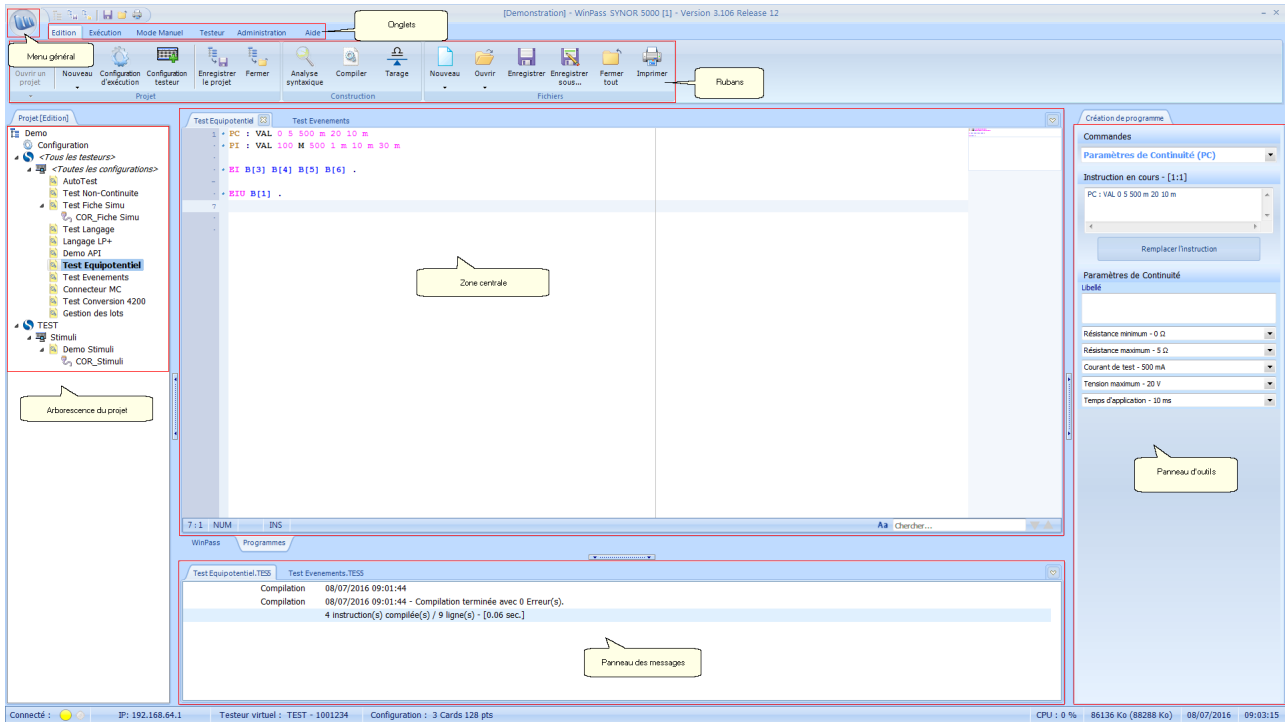 [Demonstration] - WinPass SYNOR 5000 [1] - Version 3.106 Release 12
Onglets
Edition Exécution Mode Manuel Testeur Administration Aide
Menu général
Ouvrir un projet
Nouveau
Configuration d'exécution
Configuration testeur
Enregistrer le projet
Fermer
Analyse syntaxique
Compiler
Tarage
Nouveau
Ouvrir
Enregistrer
Enregistrer sous...
Fermer tout
Imprimer
Rubans
Projet
Construction
Fichiers
Projet [Edition]
Demo
Configuration
<Tous les testeurs>
<Toutes les configurations>
AutoTest
Test Non-Continuite
Test Fiche Simu
COR_Fiche Simu
Test Langage
Langage LP+
Demo API
Test Equipotentiel
Test Evenements
Connecteur MC
Test Conversion 4200
Gestion des lots
TEST
Stimuli
Demo Stimuli
COR_Stimuli
Arborescence du projet
Test Equipotentiel Test Evenements
1 PC : VAL 0 5 500 m 20 10 m
PI : VAL 100 M 500 1 m 10 m 30 m
EI B[3] B[4] B[5] B[6] .
EIU B[1] .
7
Zone centrale
7 : 1 NUM INS Aa Chercher...
WinPass Programmes
Test Equipotentiel.TES5 Test Evenements.TES5
Compilation 08/07/2016 09:01:44
Compilation 08/07/2016 09:01:44 - Compilation terminée avec 0 Erreur(s).
4 instruction(s) compilée(s) / 9 ligne(s) - [0.06 sec.]
Panneau des messages
Création de programme
Commandes
Paramètres de Continuité (PC)
Instruction en cours - [1:1]
PC : VAL 0 5 500 m 20 10 m
Remplacer l'instruction
Paramètres de Continuité
Libellé
Résistance minimum - 0 Ω
Résistance maximum - 5 Ω
Courant de test - 500 mA
Tension maximum - 20 V
Temps d'application - 10 ms
Panneau d'outils
Connecté : IP: 192.168.64.1 Testeur virtuel : TEST - 1001234 Configuration : 3 Cards 128 pts CPU : 0 % 86136 Ko (88288 Ko) 08/07/2016 09:03:15